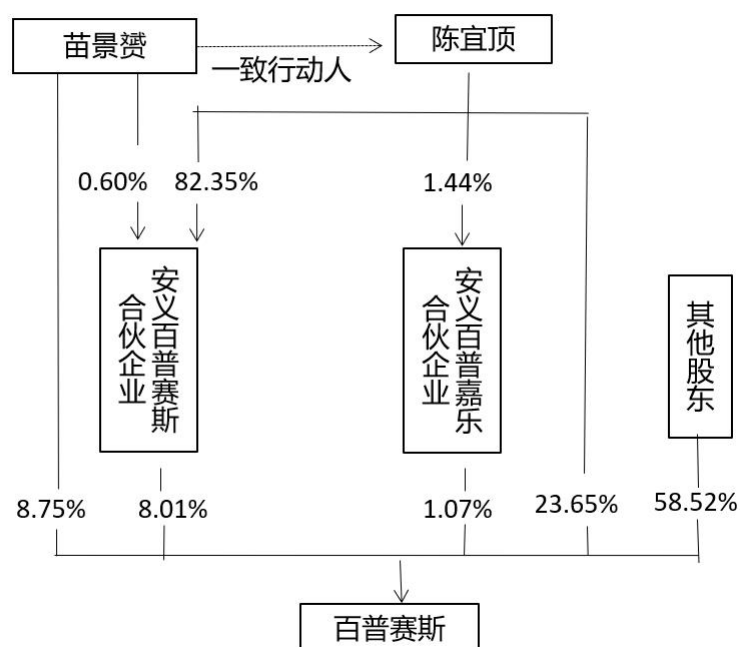 苗景赟
陈宜顶
一致行动人
0.60%
82.35%
1.44%
安义百普赛斯
合伙企业
安义百普嘉乐
合伙企业
其他股东
8.75%
8.01%
1.07%
23.65%
58.52%
百普赛斯